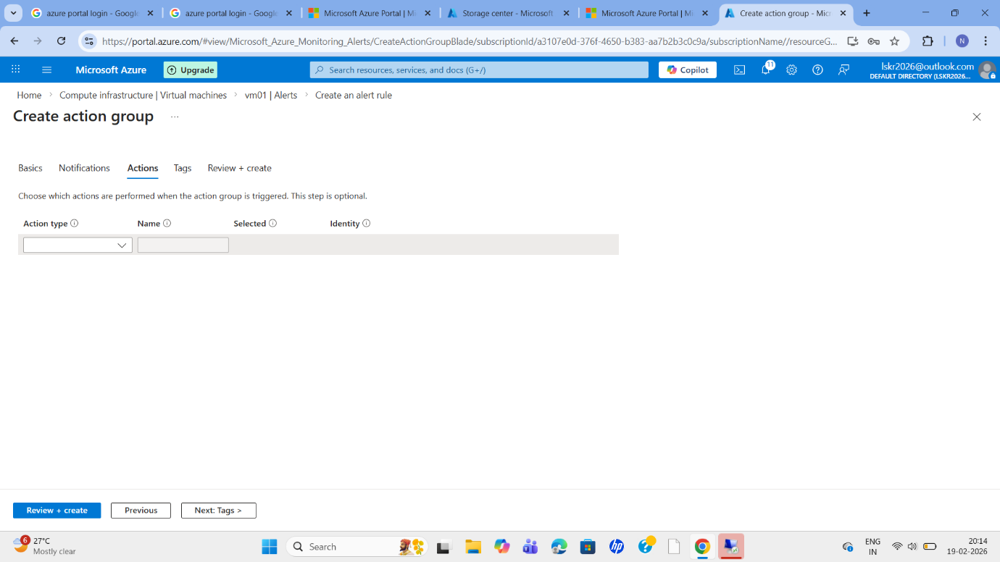 azure portal login - Google
azure portal login - Google
Microsoft Azure Portal | Mi
Storage center - Microsoft
Microsoft Azure Portal | Mi
Create action group - Micr
https://portal.azure.com/#view/Microsoft_Azure_Monitoring_Alerts/CreateActionGroupBlade/subscriptionId/a3107e0d-376f-4650-b383-aa7b2b3c0c9a/subscriptionName//resourceG...
N
Microsoft Azure
Upgrade
Search resources, services, and docs (G+/)
Copilot
11
lskr2026@outlook.com
DEFAULT DIRECTORY (LSKR2026...
Home > Compute infrastructure | Virtual machines > vm01 | Alerts > Create an alert rule
Create action group ...
Basics Notifications Actions Tags Review + create
Choose which actions are performed when the action group is triggered. This step is optional.
Action type Name Selected Identity
Review + create Previous Next: Tags >
6
27°C
Mostly clear
Search
ENG
IN
20:14
19-02-2026